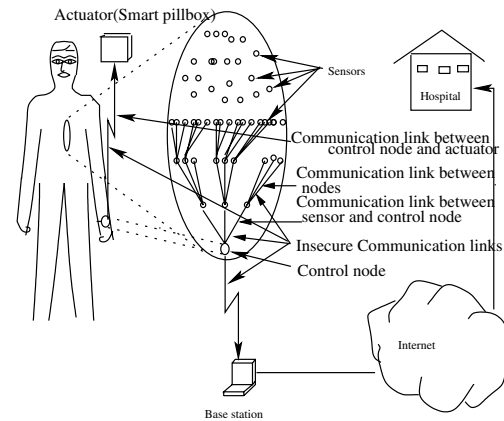 Actuator(Smart pillbox)
Sensors
Hospital
Communication link between
control node and actuator
Communication link between
nodes
Communication link between
sensor and control node
Insecure Communication links
Control node
Internet
Base station